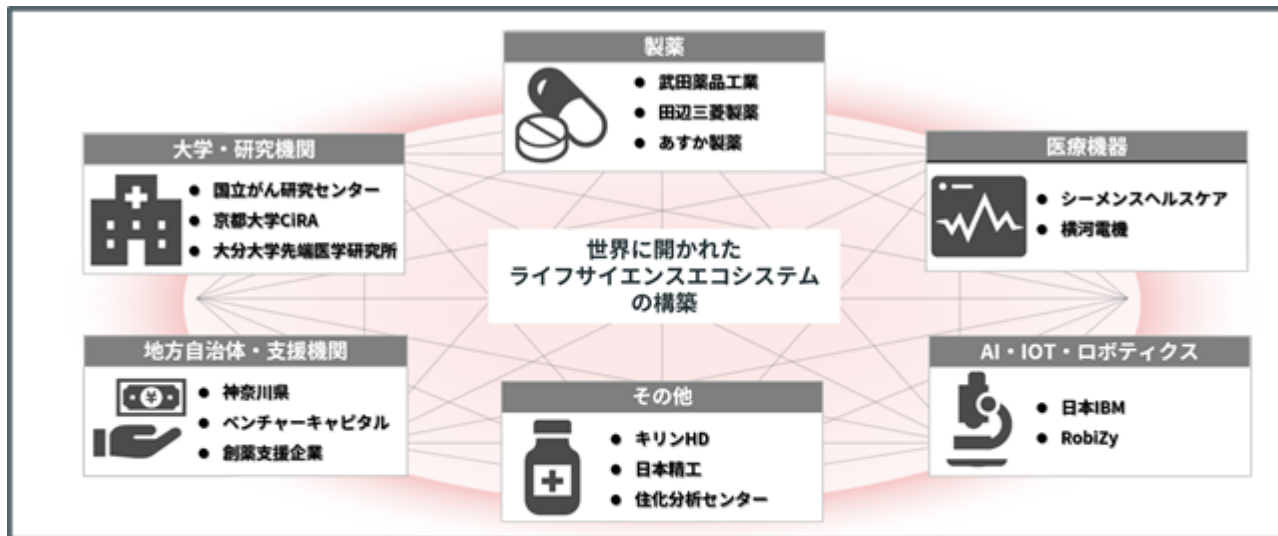 製薬
● 武田薬品工業
● 田辺三菱製薬
● あすか製薬
大学・研究機関
● 国立がん研究センター
● 京都大学CiRA
● 大分大学先端医学研究所
医療機器
● シーメンスヘルスケア
● 横河電機
世界に開かれた
ライフサイエンスエコシステム
の構築
地方自治体・支援機関
● 神奈川県
● ベンチャーキャピタル
● 創薬支援企業
その他
● キリンHD
● 日本精工
● 住化分析センター
AI・IOT・ロボティクス
● 日本IBM
● RobiZy